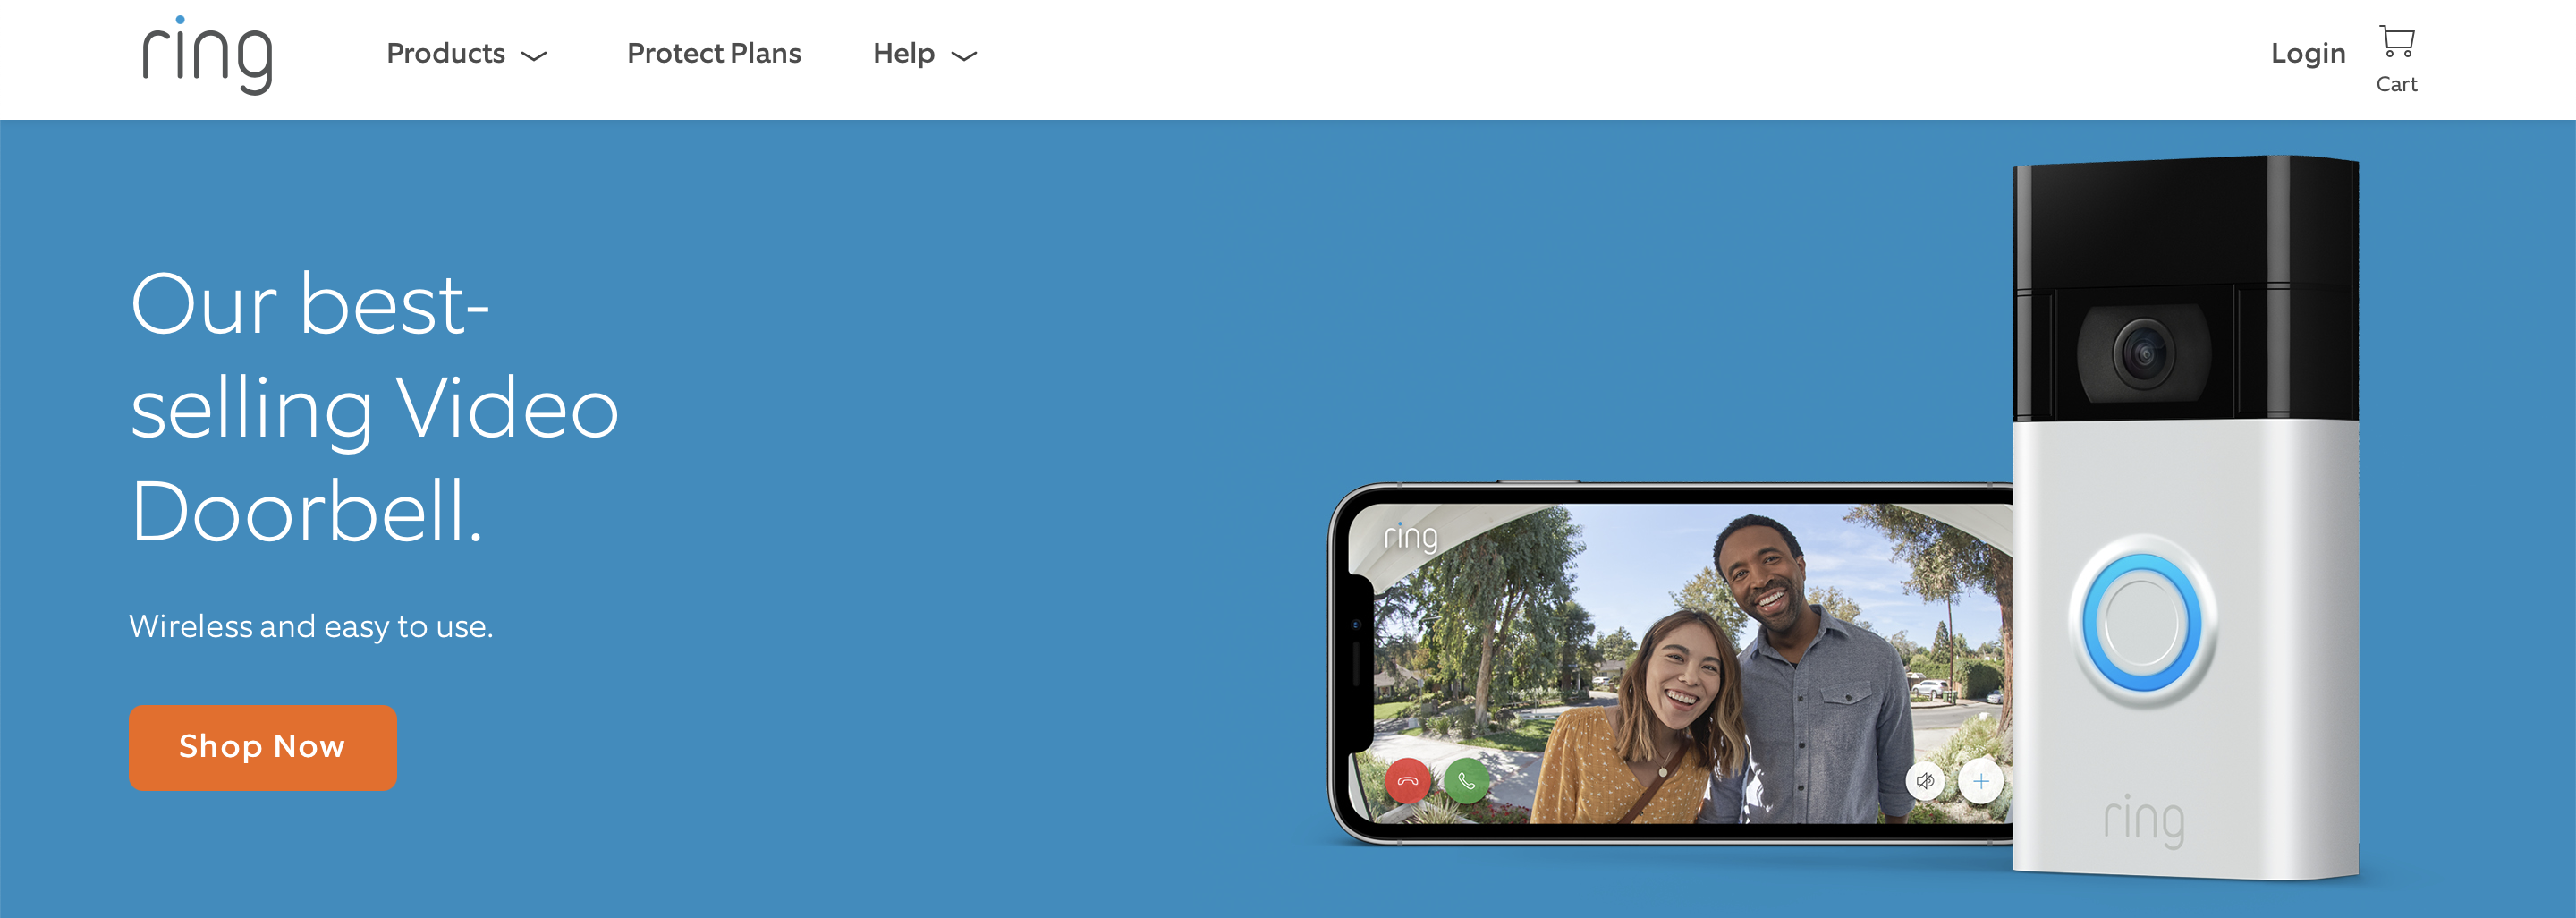 ring
Products
Protect Plans
Help
Login
Cart
Our best-
selling Video
Doorbell.
Wireless and easy to use.
Shop Now
ring
ring